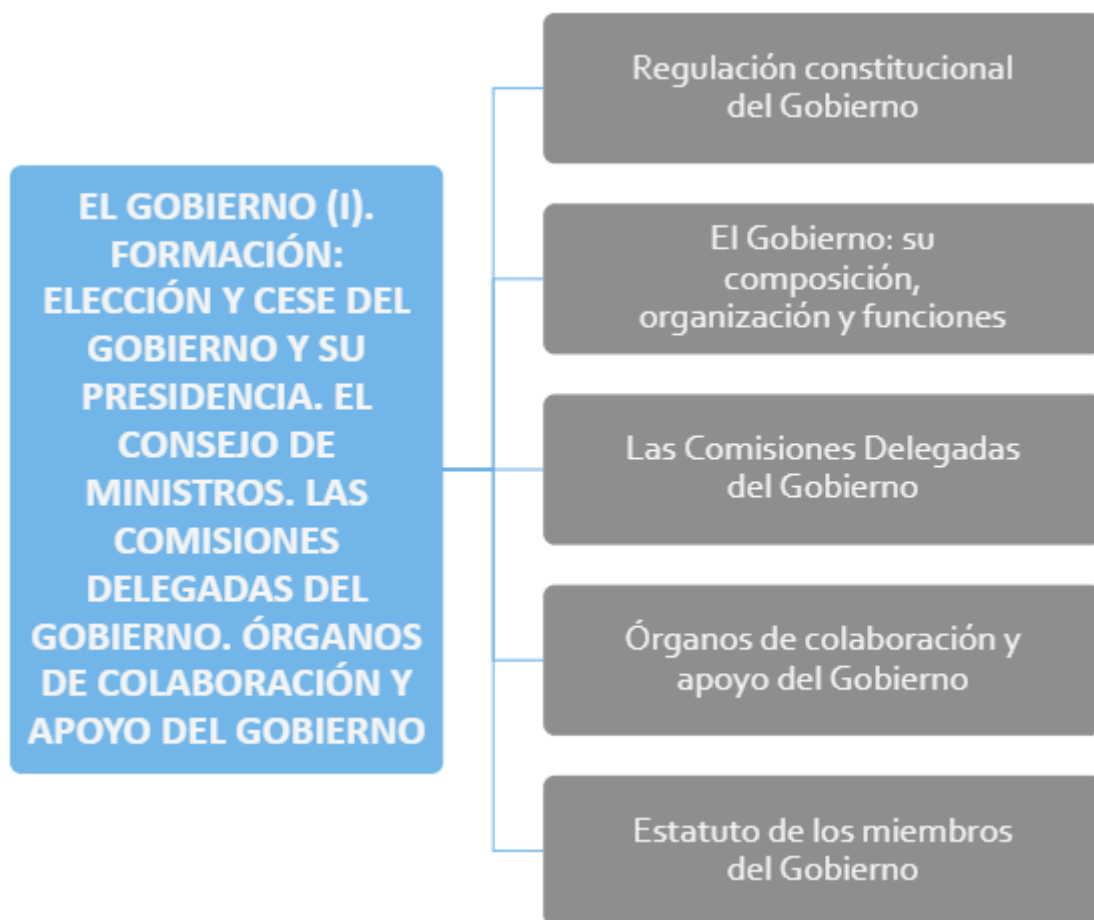 EL GOBIERNO (I).
FORMACIÓN:
ELECCIÓN Y CESE DEL
GOBIERNO Y SU
PRESIDENCIA. EL
CONSEJO DE
MINISTROS. LAS
COMISIONES
DELEGADAS DEL
GOBIERNO. ÓRGANOS
DE COLABORACIÓN Y
APOYO DEL GOBIERNO
Regulación constitucional
del Gobierno
El Gobierno: su
composición,
organización y funciones
Las Comisiones Delegadas
del Gobierno
Órganos de colaboración y
apoyo del Gobierno
Estatuto de los miembros
del Gobierno